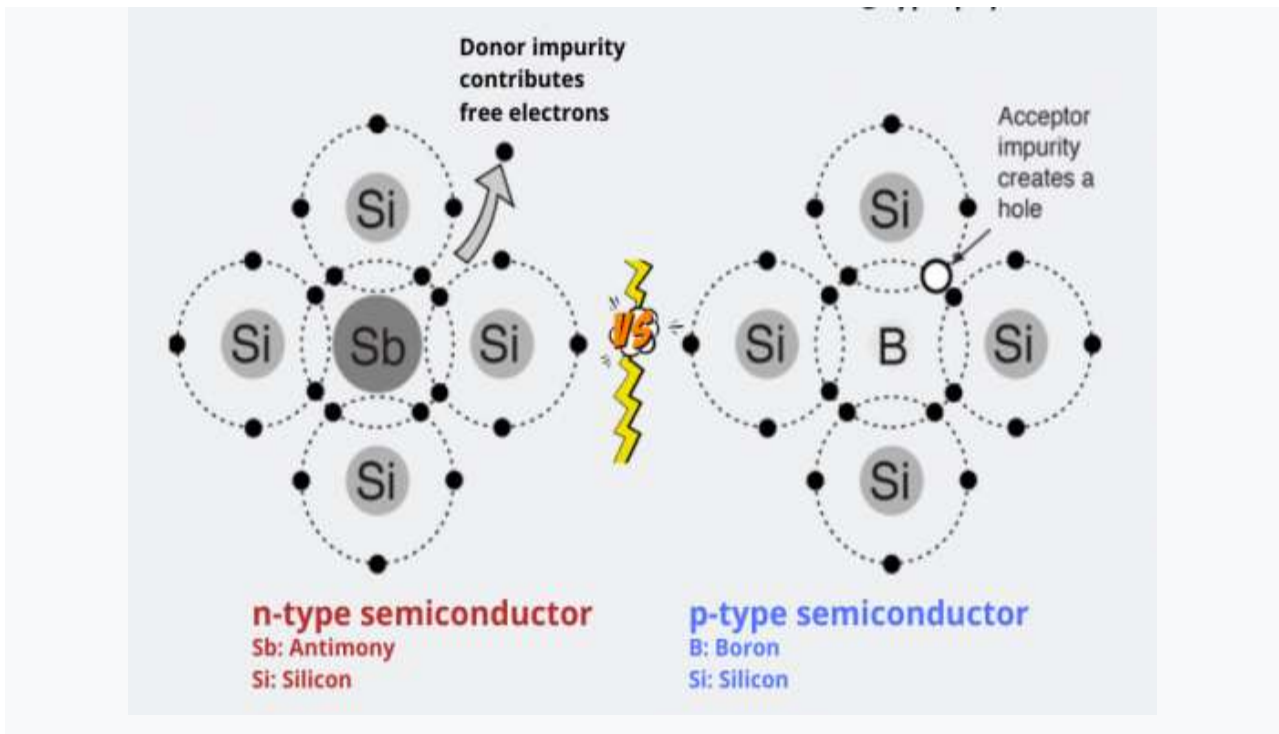 Donor impurity
contributes
free electrons
Acceptor
impurity
creates a
hole
Si
Si
Si
Sb
Si
VS
Si
B
Si
Si
Si
n-type semiconductor
Sb: Antimony
Si: Silicon
p-type semiconductor
B: Boron
Si: Silicon